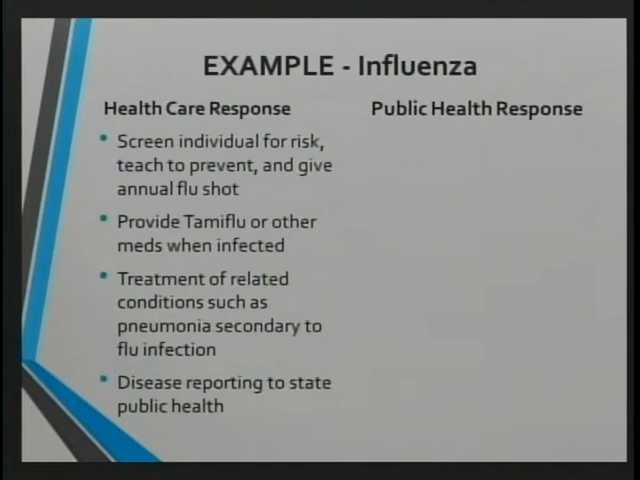 EXAMPLE - Influenza
Health Care Response
Public Health Response
• Screen individual for risk,
teach to prevent, and give
annual flu shot
• Provide Tamiflu or other
meds when infected
• Treatment of related
conditions such as
pneumonia secondary to
flu infection
• Disease reporting to state
public health